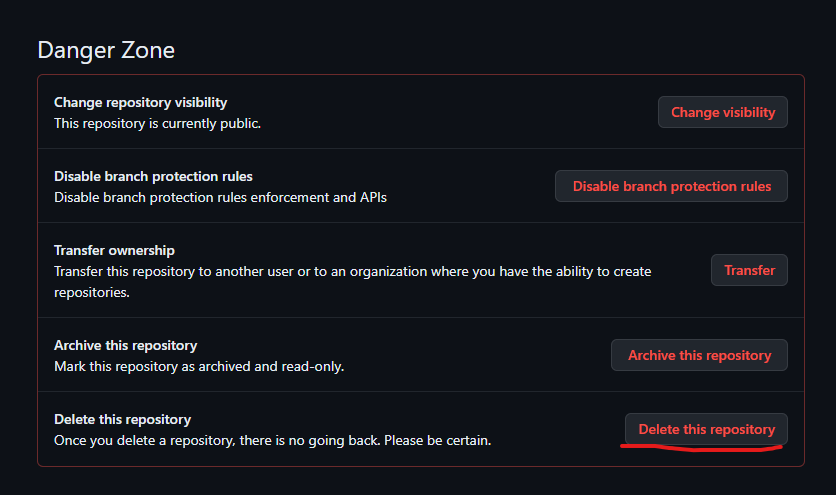 Danger Zone
Change repository visibility
This repository is currently public.
Change visibility
Disable branch protection rules
Disable branch protection rules enforcement and APIs
Disable branch protection rules
Transfer ownership
Transfer this repository to another user or to an organization where you have the ability to create
repositories.
Transfer
Archive this repository
Mark this repository as archived and read-only.
Archive this repository
Delete this repository
Once you delete a repository, there is no going back. Please be certain.
Delete this repository